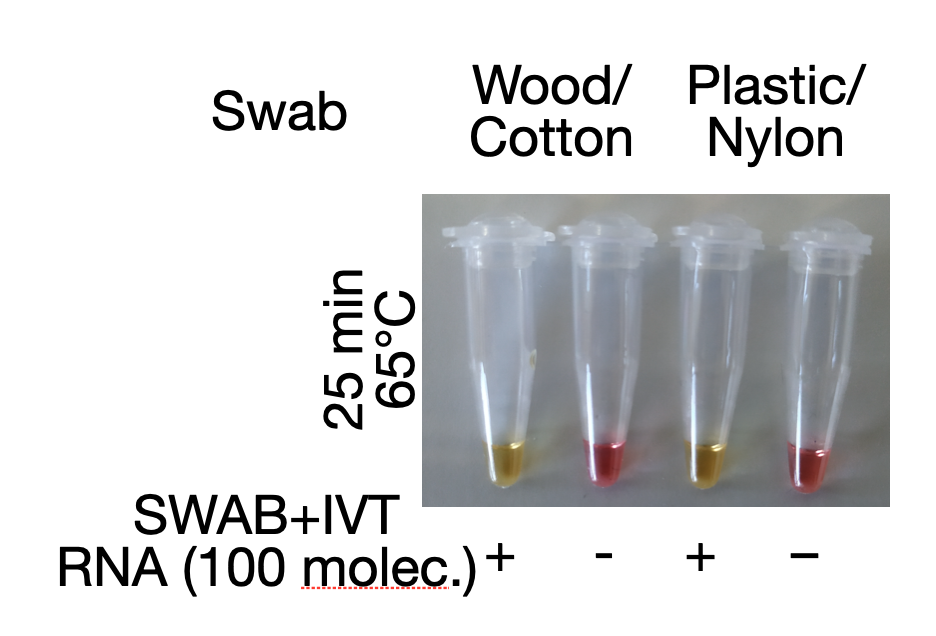 Swab
Wood/
Cotton
Plastic/
Nylon
25 min
65°C
SWAB+IVT
RNA (100 molec.) + - + –